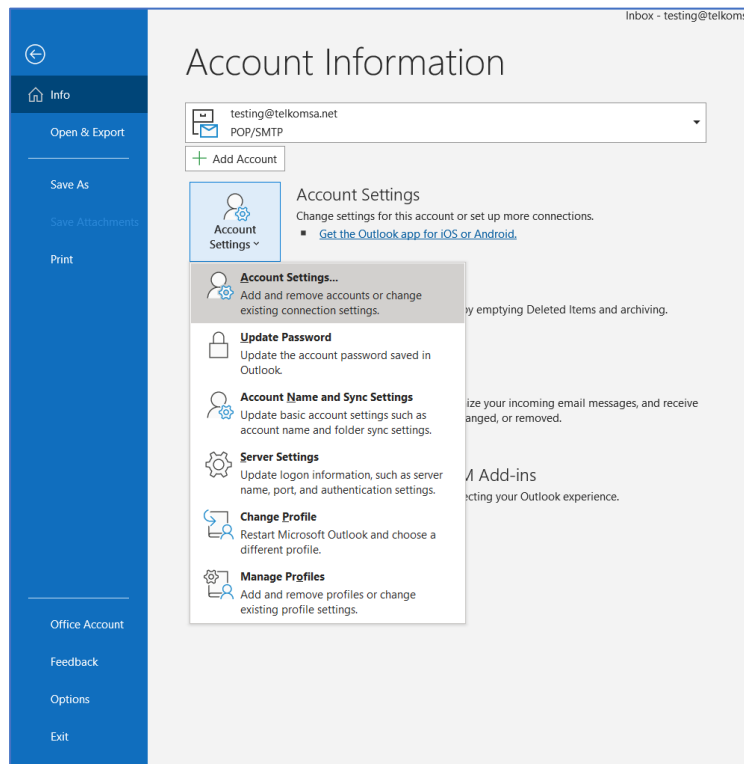 Inbox - testing@telkoms
Account Information
Info
Open & Export
Save As
Save Attachments
Print
Office Account
Feedback
Options
Exit
testing@telkomsa.net
POP/SMTP
Add Account
Account
Settings
Account Settings
Change settings for this account or set up more connections.
Get the Outlook app for iOS or Android.
Account Settings...
Add and remove accounts or change
existing connection settings.
by emptying Deleted Items and archiving.
Update Password
Update the account password saved in
Outlook.
Account Name and Sync Settings
Update basic account settings such as
account name and folder sync settings.
ize your incoming email messages, and receive
anged, or removed.
Server Settings
Update logon information, such as server
name, port, and authentication settings.
M Add-ins
ecting your Outlook experience.
Change Profile
Restart Microsoft Outlook and choose a
different profile.
Manage Profiles
Add and remove profiles or change
existing profile settings.